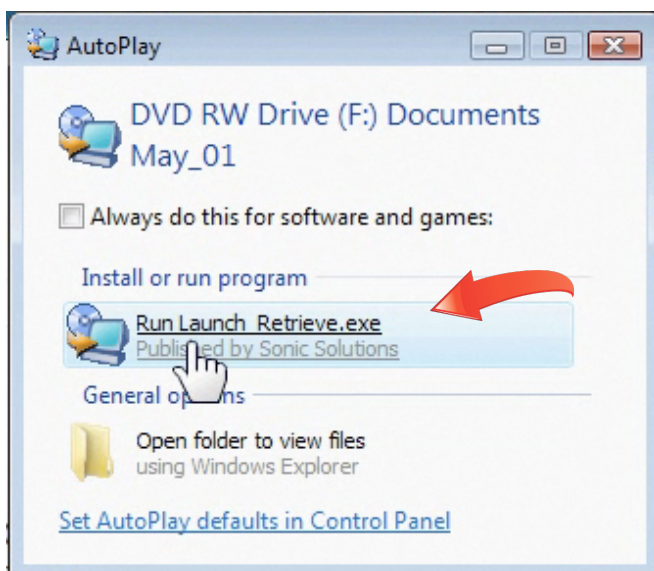 AutoPlay
DVD RW Drive (F:) Documents
May_01
Always do this for software and games:
Install or run program
Run Launch_Retrieve.exe
Published by Sonic Solutions
General options
Open folder to view files
using Windows Explorer
Set AutoPlay defaults in Control Panel